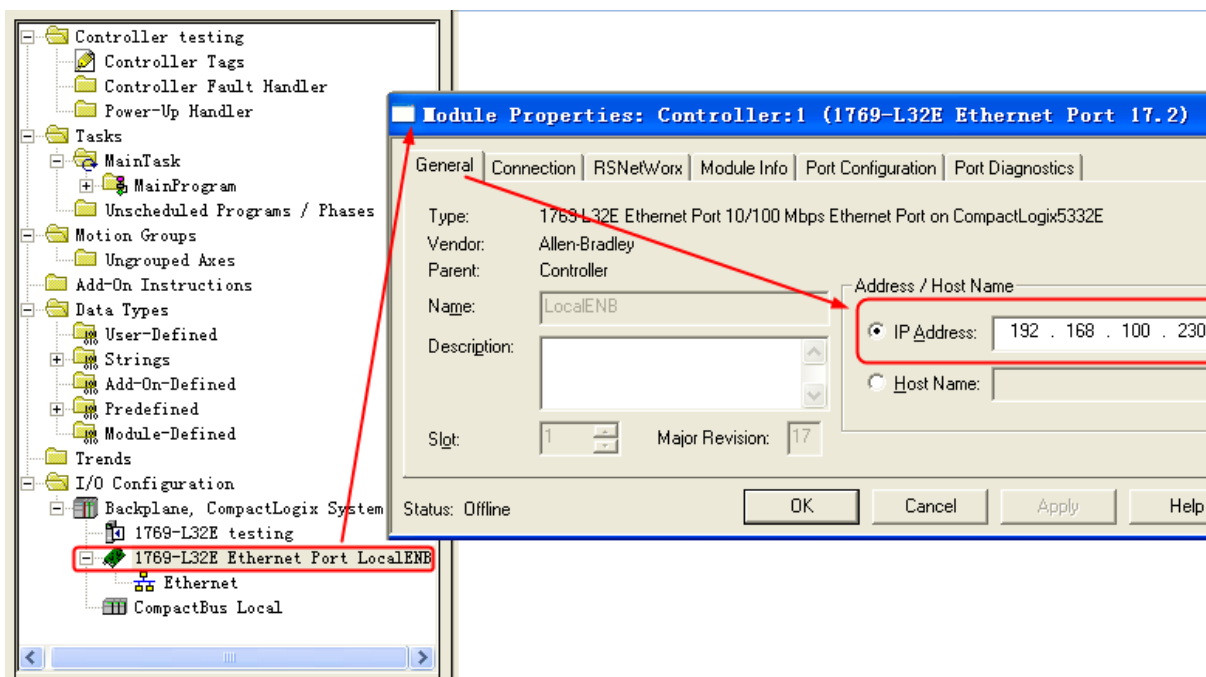 Controller testing
Controller Tags
Controller Fault Handler
Power-Up Handler
Tasks
MainTask
MainProgram
Unscheduled Programs / Phases
Motion Groups
Ungrouped Axes
Add-On Instructions
Data Types
User-Defined
Strings
Add-On-Defined
Predefined
Module-Defined
Trends
I/O Configuration
Backplane, CompactLogix System
1769-L32E testing
1769-L32E Ethernet Port LocalENB
Ethernet
CompactBus Local
Module Properties: Controller:1 (1769-L32E Ethernet Port 17.2)
General Connection RSNetWorx Module Info Port Configuration Port Diagnostics
Type: 1769-L32E Ethernet Port 10/100 Mbps Ethernet Port on CompactLogix5332E
Vendor: Allen-Bradley
Parent: Controller
Name: LocalENB
Description:
Slot: 1 Major Revision: 17
Address / Host Name
IP Address: 192 . 168 . 100 . 230
Host Name:
Status: Offline
OK Cancel Apply Help